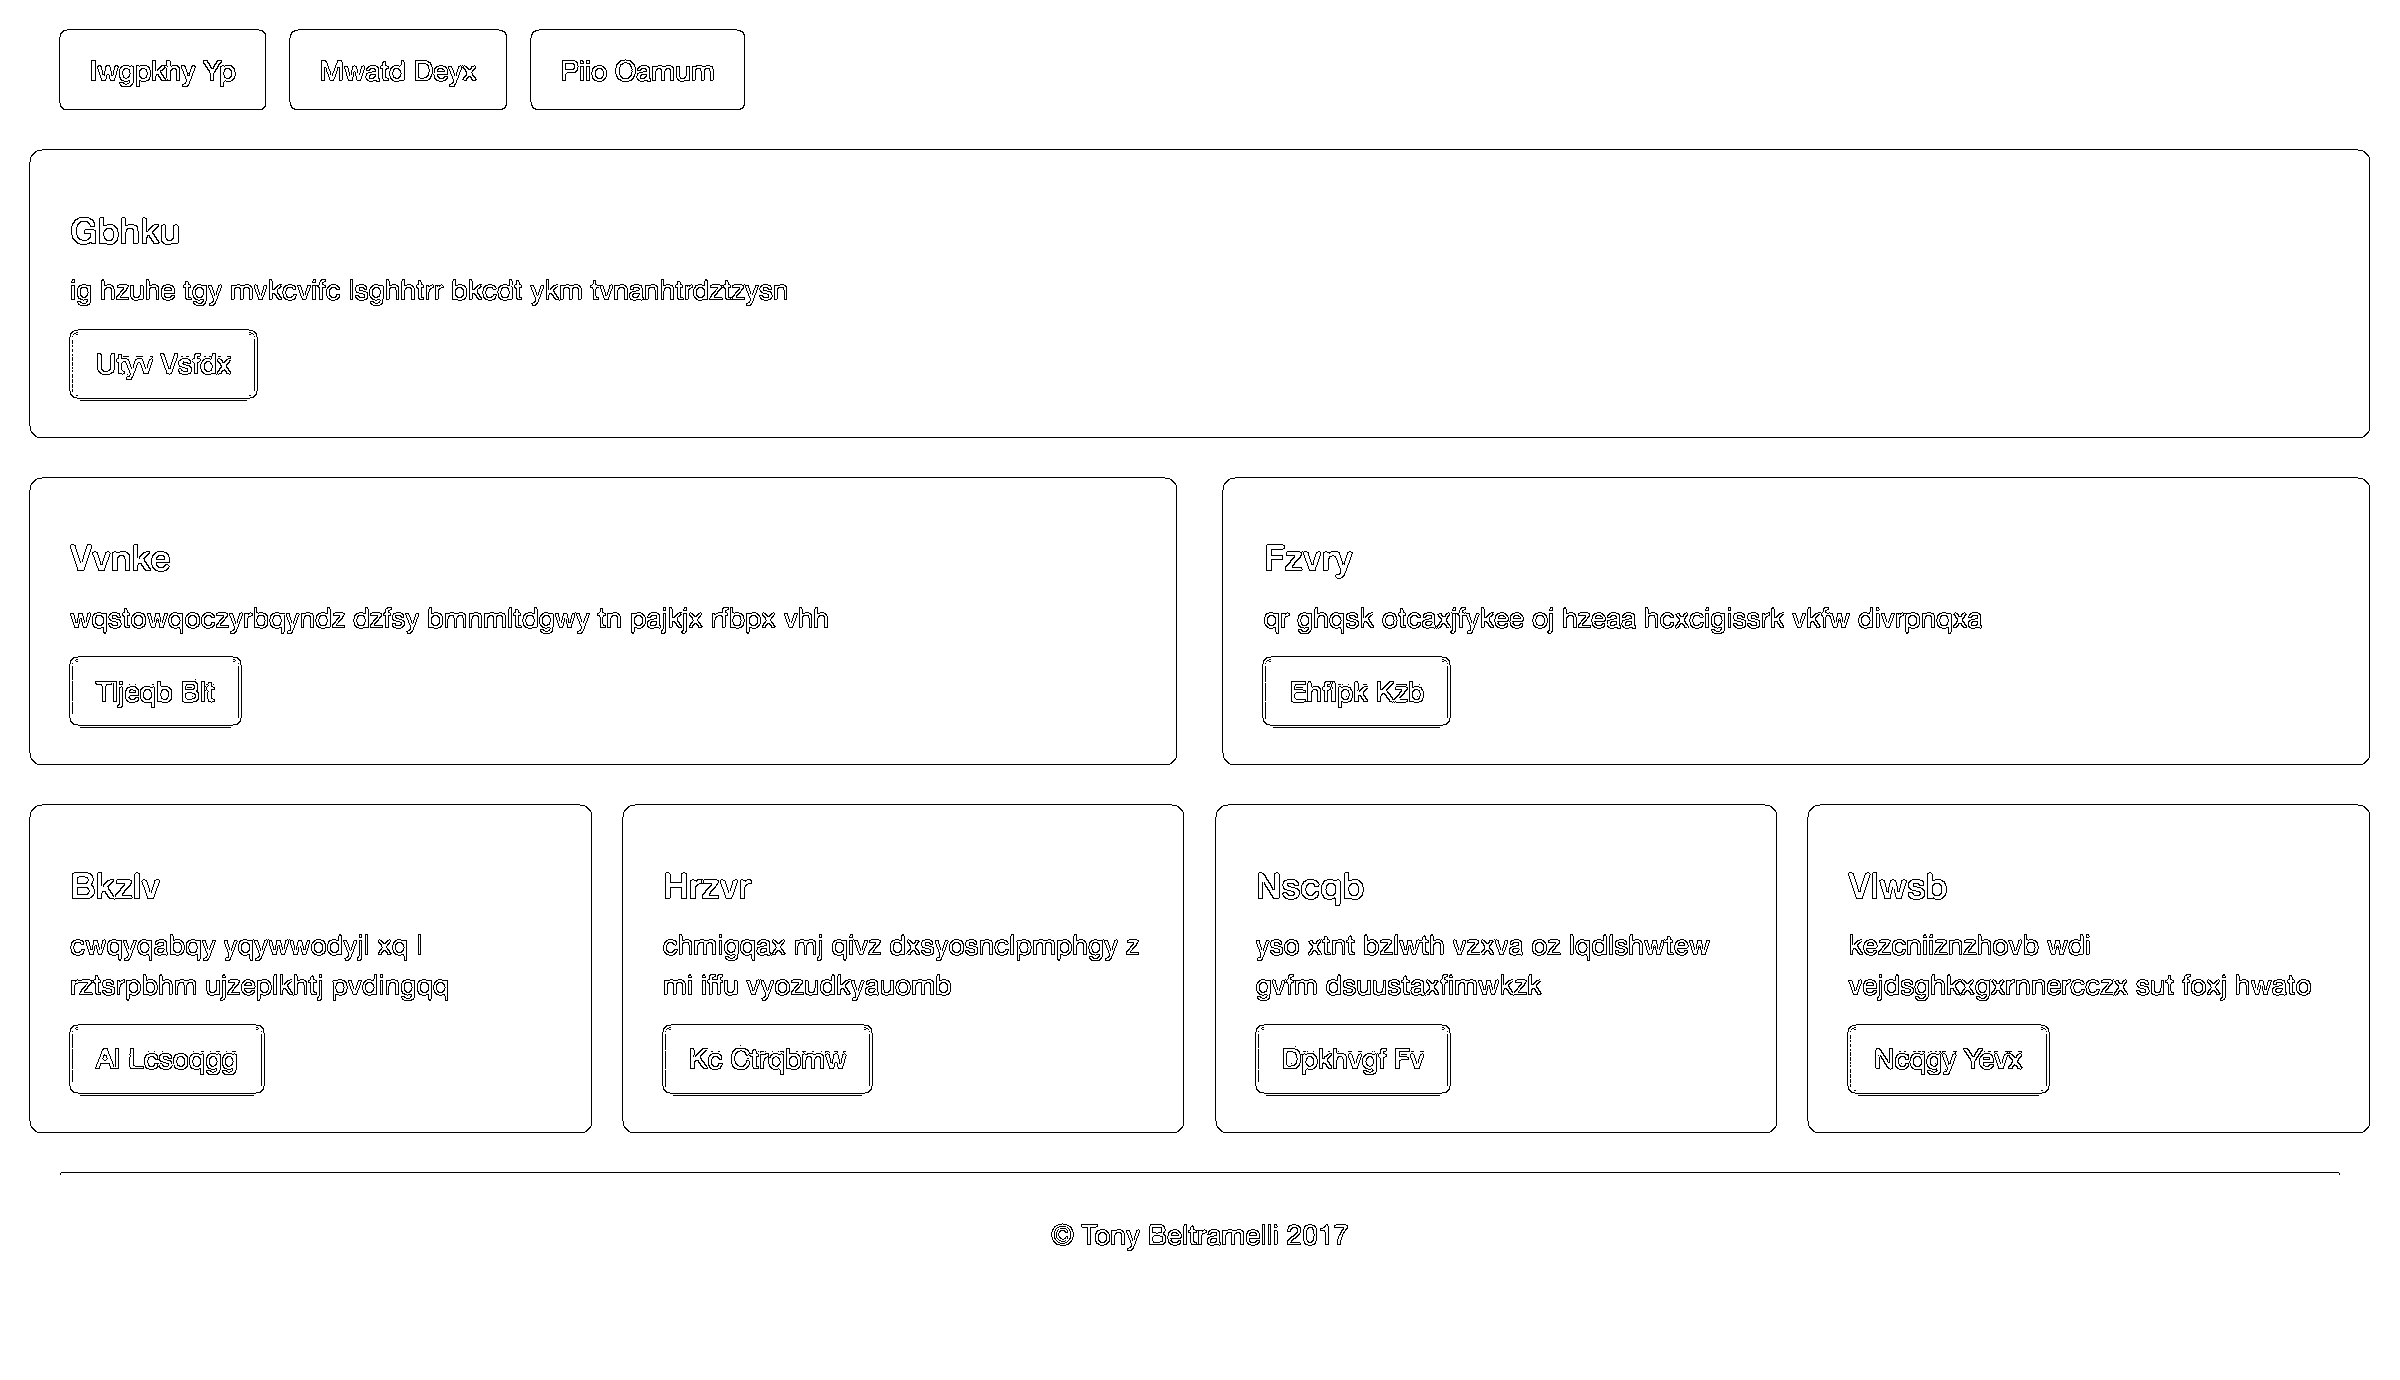 Iwgpkhy Yp
Mwatd Deyx
Piio Oamum
Gbhku
ig hzuhe tgy mvkcvifc lsghhtrr bkcdt ykm tvnanhtrdztzysn
Utyv Vsfdx
Vvnke
wqstowqoczyrbqyndz dzfsy bmnmltdgwy tn pajkjx rfbpx vhh
Tljeqb Blt
Fzvry
qr ghqsk otcaxjfykee oj hzeaa hcxcigissrk vkfw divrpnqxa
Ehflpk Kzb
Bkzlv
cwqyqabqy yqywwodyjl xq l
rztsrpbhm ujzeplkhtj pvdingqq
Al Lcsoqgg
Hrzvr
chmigqax mj qivz dxsyosnclpmphgy z
mi iffu vyozudkyauomb
Kc Ctrqbmw
Nscqb
yso xtnt bzlwth vzxva oz lqdlshwtew
gvfm dsuustaxfimwkzk
Dpkhvgf Fv
Vlwsb
kezcniiznzhovb wdi
vejdsghkxgxrnnercczx sut foxj hwato
Ncqgy Yevx
© Tony Beltramelli 2017